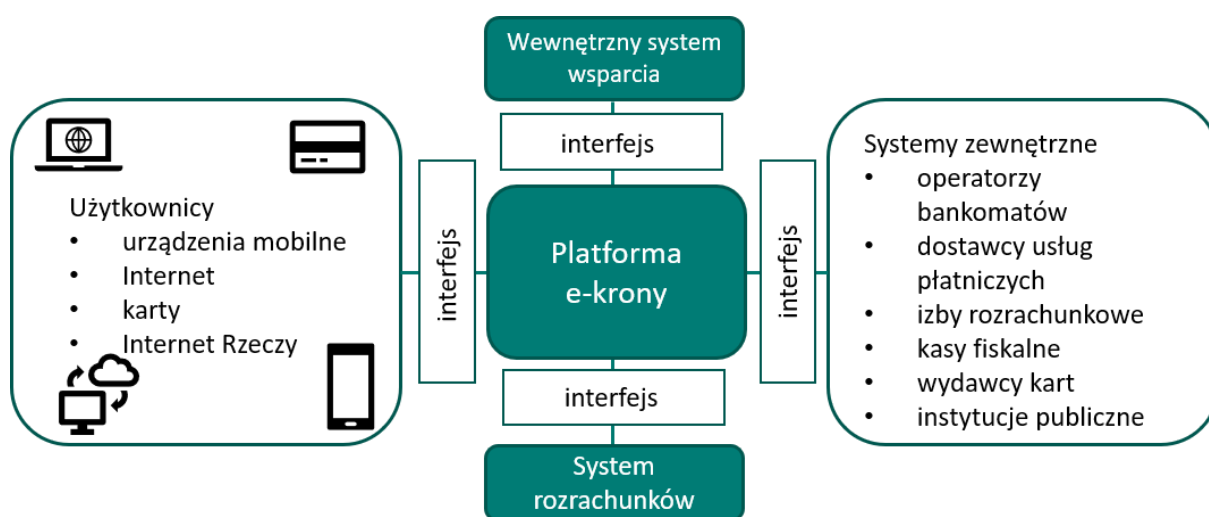 Wewnętrzny system
wsparcia
interfejs
Użytkownicy
• urządzenia mobilne
• Internet
• karty
• Internet Rzeczy
interfejs
Platforma
e-krony
interfejs
Systemy zewnętrzne
• operatorzy
bankomatów
• dostawcy usług
płatniczych
• izby rozrachunkowe
• kasy fiskalne
• wydawcy kart
• instytucje publiczne
interfejs
System
rozrachunków